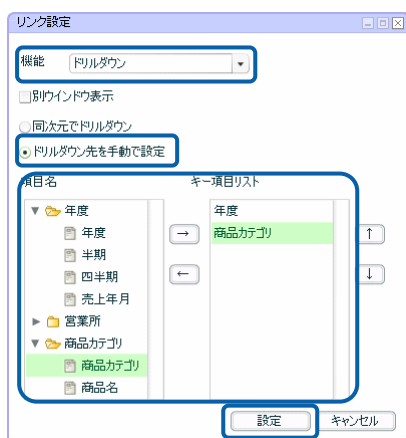 リンク設定
機能 ドリルダウン
別ウインドウ表示
同次元でドリルダウン
ドリルダウン先を手動で設定
項目名 キー項目リスト
年度 年度
年度 → 商品カテゴリ ↑
半期
四半期 ← ↓
売上年月
営業所
商品カテゴリ
商品カテゴリ
商品名
設定 キャンセル